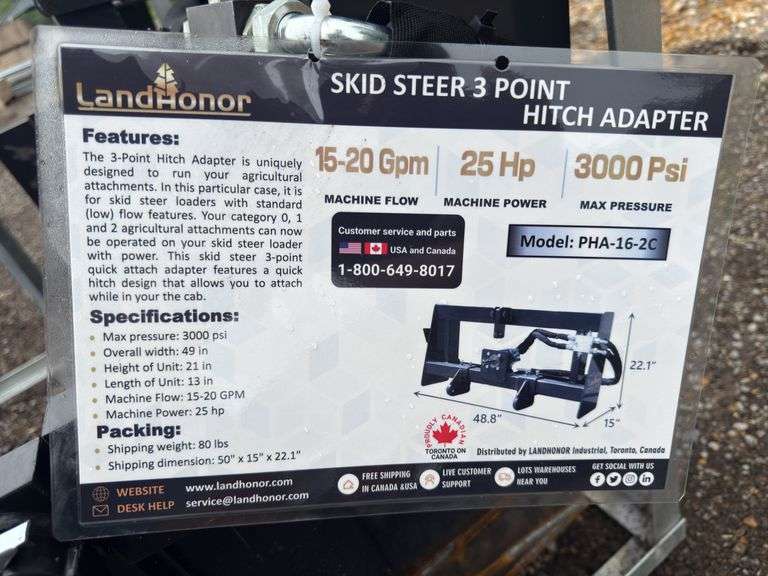 LandHonor
SKID STEER 3 POINT
HITCH ADAPTER
Features:
The 3-Point Hitch Adapter is uniquely
designed to run your agricultural
attachments. In this particular case, it is
for skid steer loaders with standard
(low) flow features. Your category 0, 1
and 2 agricultural attachments can now
be operated on your skid steer loader
with power. This skid steer 3-point
quick attach adapter features a quick
hitch design that allows you to attach
while in your the cab.
15-20 Gpm
MACHINE FLOW
25 Hp
MACHINE POWER
3000 Psi
MAX PRESSURE
Customer service and parts
USA and Canada
1-800-649-8017
Model: PHA-16-2C
Specifications:
Max pressure: 3000 psi
Overall width: 49 in
Height of Unit: 21 in
Length of Unit: 13 in
Machine Flow: 15-20 GPM
Machine Power: 25 hp
Packing:
Shipping weight: 80 lbs
Shipping dimension: 50" x 15" x 22.1"
22.1"
48.8"
15"
PROUDLY CANADIAN
TORONTO ON
CANADA
Distributed by LANDHONOR Industrial, Toronto, Canada
WEBSITE www.landhonor.com
DESK HELP service@landhonor.com
FREE SHIPPING
IN CANADA &USA
LIVE CUSTOMER
SUPPORT
LOTS WAREHOUSES
NEAR YOU
GET SOCIAL WITH US